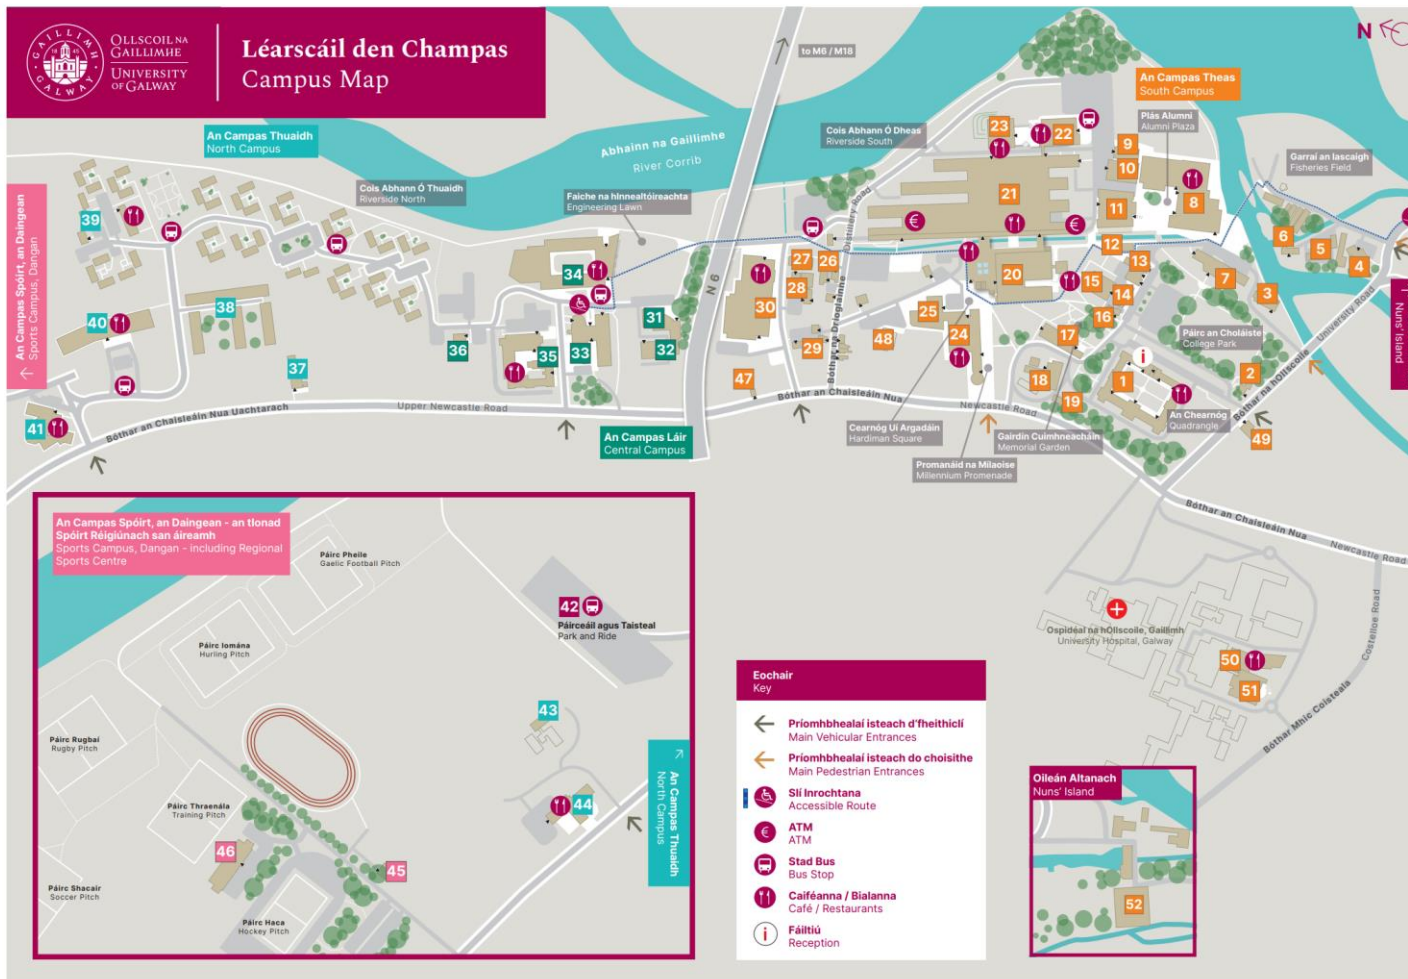 GAILLIMH
1845
GALWAY
OLLSCOIL NA
GAILLIMHE
UNIVERSITY
OF GALWAY
Léarscáil den Champas
Campus Map
to M6 / M18
N
An Campas Thuaidh
North Campus
Abhainn na Gaillimhe
River Corrib
Cois Abhann Ó Dheas
Riverside South
An Campas Theas
South Campus
Plás Alumni
Alumni Plaza
Garraí an Iascaigh
Fisheries Field
Cois Abhann Ó Thuaidh
Riverside North
Faiche na hInnealtóireachta
Engineering Lawn
An Campas Spóirt, an Daingean
Sports Campus, Dangan
N6
Distillery Road
Bóthar na Drioglainne
39
40
38
37
41
36
34
35
33
31
32
30
47
27
26
28
29
48
25
24
23
22
21
20
9
10
11
8
12
13
14
15
16
17
18
19
1
2
3
7
6
5
4
49
i
Nuns' Island
University Road
Bóthar na hOllscoile
Páirc an Choláiste
College Park
An Chearnóg
Quadrangle
Bóthar an Chaisleáin Nua Uachtarach
Upper Newcastle Road
Bóthar an Chaisleáin Nua
Newcastle Road
An Campas Láir
Central Campus
Cearnóg Uí Argadáin
Hardiman Square
Gairdín Cuimhneacháin
Memorial Garden
Promanáid na Mílaoise
Millennium Promenade
Bóthar an Chaisleáin Nua
Newcastle Road
Costelloe Road
Bóthar Mhic Coisteala
Ospidéal na hOllscoile, Gaillimh
University Hospital, Galway
50
51
An Campas Spóirt, an Daingean - an tIonad
Spóirt Réigiúnach san áireamh
Sports Campus, Dangan - including Regional
Sports Centre
Páirc Pheile
Gaelic Football Pitch
42
Páirceáil agus Taisteal
Park and Ride
Páirc Iomána
Hurling Pitch
43
Páirc Rugbaí
Rugby Pitch
An Campas Thuaidh
North Campus
Páirc Thraenála
Training Pitch
44
46
45
Páirc Shacair
Soccer Pitch
Páirc Haca
Hockey Pitch
Eochair
Key
Príomhbhealaí isteach d'fheithiclí
Main Vehicular Entrances
Príomhbhealaí isteach do choisithe
Main Pedestrian Entrances
Slí Inrochtana
Accessible Route
€
ATM
ATM
Stad Bus
Bus Stop
Caiféanna / Bialanna
Café / Restaurants
i
Fáiltiú
Reception
Oileán Altanach
Nuns' Island
52